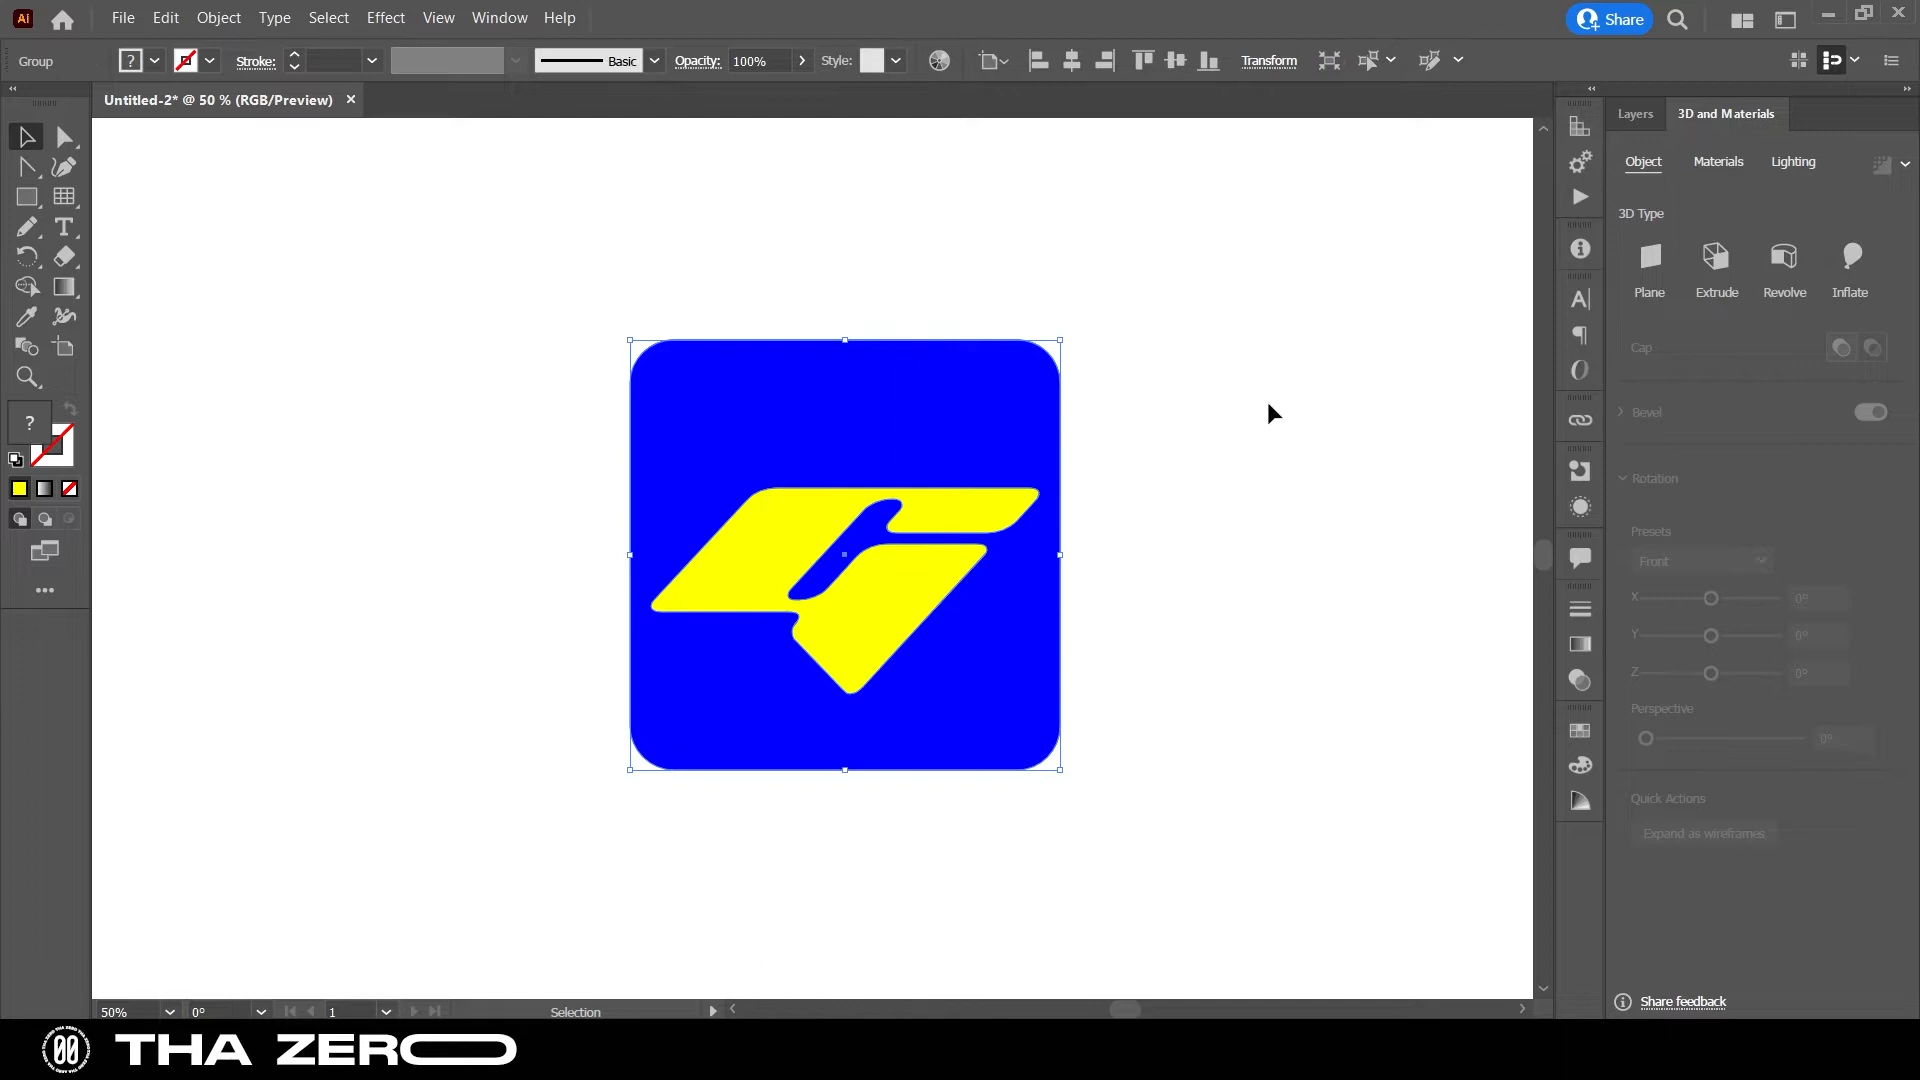 Ai File Edit Object Type Select Effect View Window Help Share
Group ? Stroke: Basic Opacity: 100% Style: Transform
Untitled-2* @ 50 % (RGB/Preview) ×
Layers 3D and Materials
Object Materials Lighting
3D Type
Plane Extrude Revolve Inflate
Cap
Bevel
?
Rotation
Presets
Front
X 0°
Y 0°
Z 0°
Perspective
0°
Quick Actions
Expand as wireframes
Share feedback
50% 0° 1 Selection
00 THA ZERO